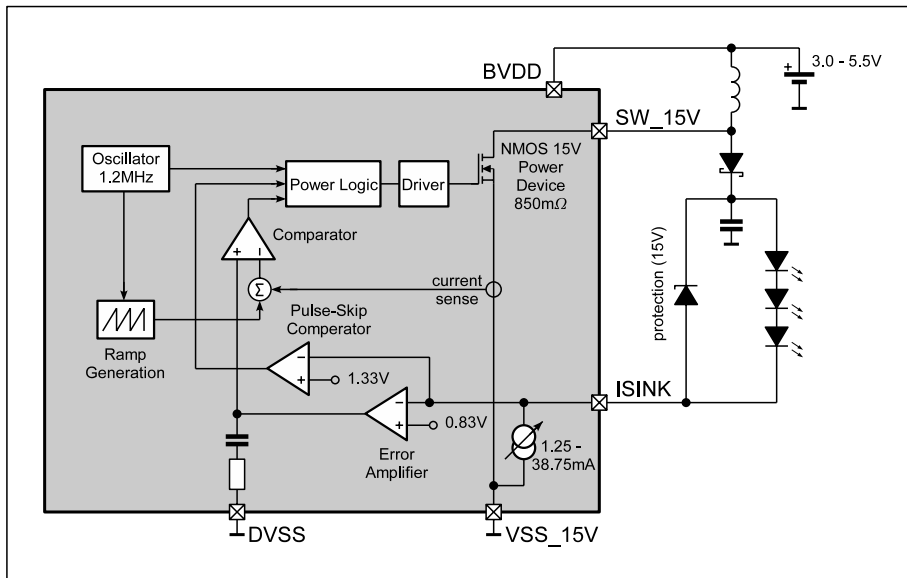 BVDD
+
3.0 - 5.5V
SW_15V
Oscillator
1.2MHz
Power Logic
Driver
NMOS 15V
Power
Device
850mΩ
Comparator
+
–
Σ
current
sense
Ramp
Generation
Pulse-Skip
Comperator
–
+
1.33V
protection (15V)
ISINK
–
+
0.83V
Error
Amplifier
1.25 -
38.75mA
DVSS
VSS_15V